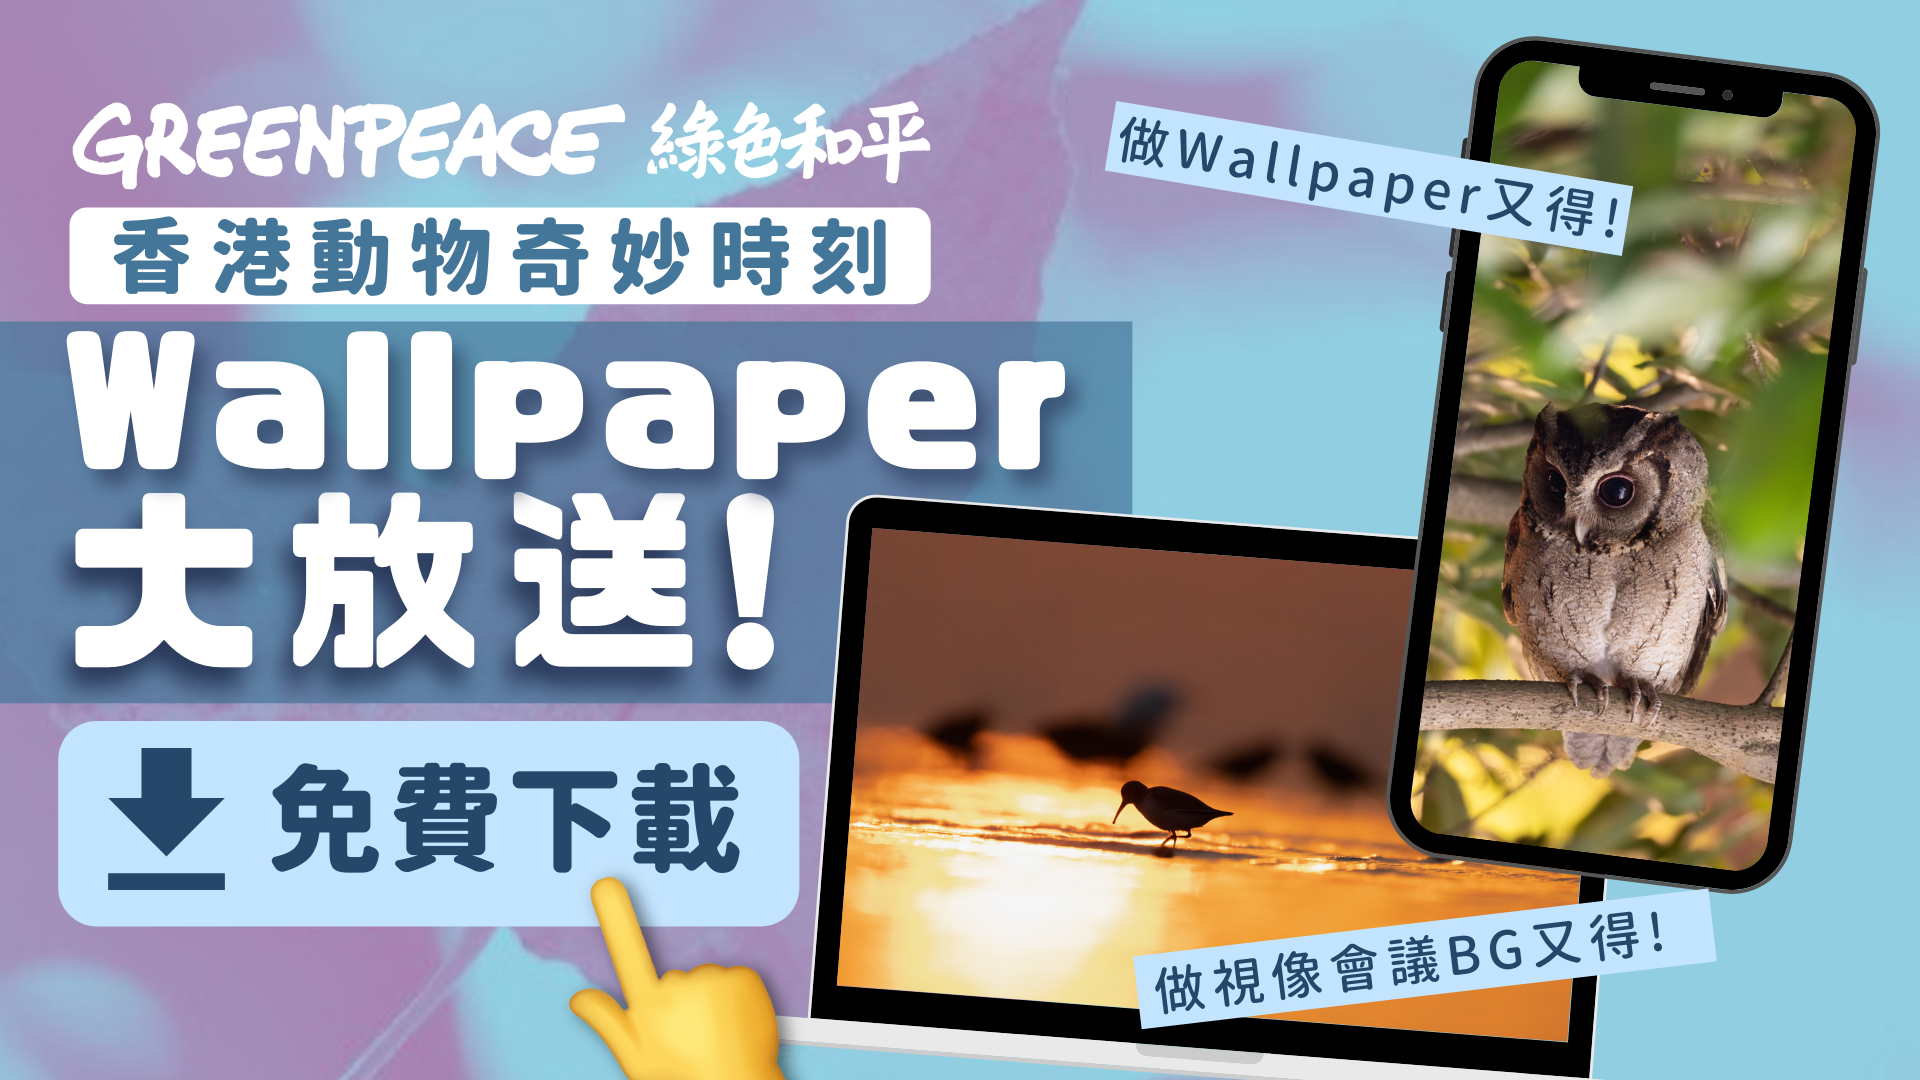 GREENPEACE 綠色和平
香港動物奇妙時刻
Wallpaper
大放送!
免費下載
做Wallpaper又得!
做視像會議BG又得!